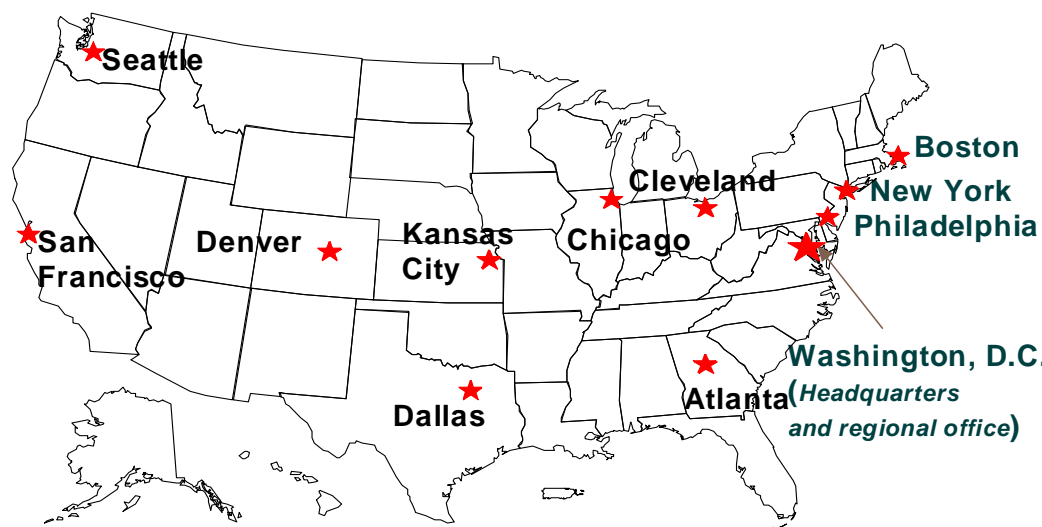 Seattle
Boston
Cleveland
New York
Philadelphia
San
Francisco
Denver
Kansas
City
Chicago
Washington, D.C.
(Headquarters
and regional office)
Dallas
Atlanta